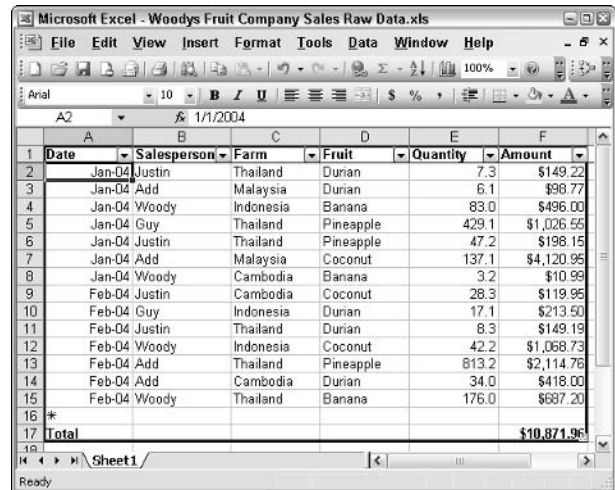 Microsoft Excel - Woodys Fruit Company Sales Raw Data.xls
File Edit View Insert Format Tools Data Window Help
100%
Arial 10 B I U $ % , A
A2 fx 1/1/2004
A B C D E F
1 Date Salesperson Farm Fruit Quantity Amount
2 Jan-04 Justin Thailand Durian 7.3 $149.22
3 Jan-04 Add Malaysia Durian 6.1 $98.77
4 Jan-04 Woody Indonesia Banana 83.0 $496.00
5 Jan-04 Guy Thailand Pineapple 429.1 $1,026.55
6 Jan-04 Justin Thailand Pineapple 47.2 $198.15
7 Jan-04 Add Malaysia Coconut 137.1 $4,120.95
8 Jan-04 Woody Cambodia Banana 3.2 $10.99
9 Feb-04 Justin Cambodia Coconut 28.3 $119.95
10 Feb-04 Guy Indonesia Durian 17.1 $213.50
11 Feb-04 Justin Thailand Durian 8.3 $149.19
12 Feb-04 Woody Indonesia Coconut 42.2 $1,068.73
13 Feb-04 Add Thailand Pineapple 813.2 $2,114.76
14 Feb-04 Add Cambodia Durian 34.0 $418.00
15 Feb-04 Woody Thailand Banana 176.0 $687.20
16 *
17 Total $10,871.96
18
Sheet1
Ready